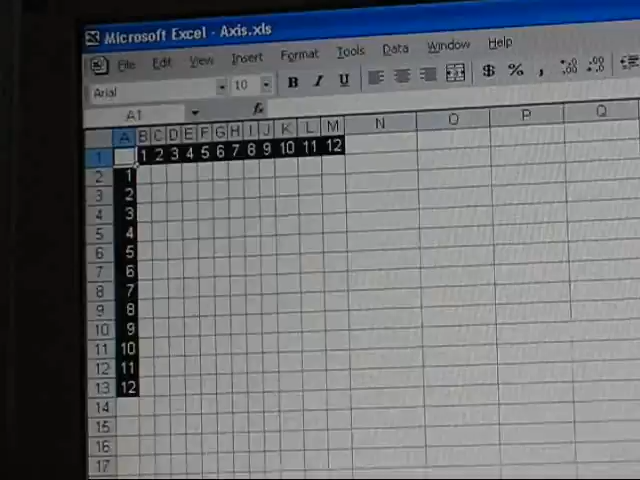 Microsoft Excel - Axis.xls
File Edit View Insert Format Tools Data Window Help
Arial 10 B I U $ % ,
A1 fx
A B C D E F G H I J K L M N O P Q
1 1 2 3 4 5 6 7 8 9 10 11 12
2 1
3 2
4 3
5 4
6 5
7 6
8 7
9 8
10 9
11 10
12 11
13 12
14
15
16
17